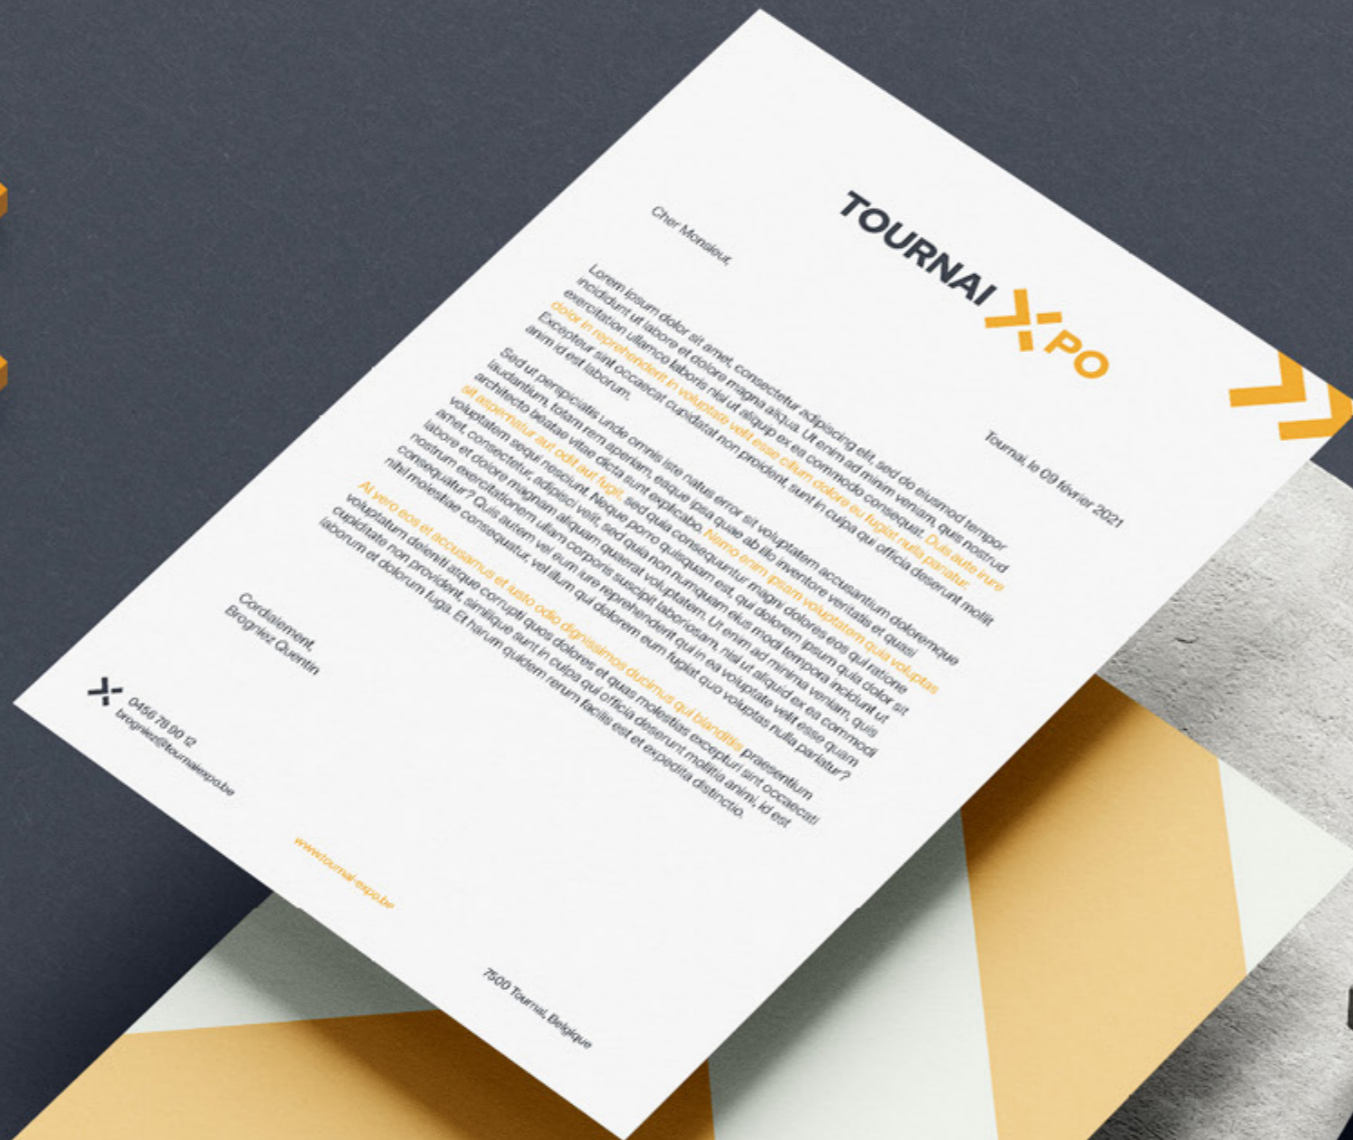 TOURNAI XPO
Tournai, le 09 février 2021
Cher Monsieur,
Lorem ipsum dolor sit amet, consectetur adipiscing elit, sed do eiusmod tempor
incididunt ut labore et dolore magna aliqua. Ut enim ad minim veniam, quis nostrud
exercitation ullamco laboris nisi ut aliquip ex ea commodo consequat. Duis aute irure
dolor in reprehenderit in voluptate velit esse cillum dolore eu fugiat nulla pariatur.
Excepteur sint occaecat cupidatat non proident, sunt in culpa qui officia deserunt mollit
anim id est laborum.
Sed ut perspiciatis unde omnis iste natus error sit voluptatem accusantium doloremque
laudantium, totam rem aperiam, eaque ipsa quae ab illo inventore veritatis et quasi
architecto beatae vitae dicta sunt explicabo. Nemo enim ipsam voluptatem quia voluptas
sit aspernatur aut odit aut fugit, sed quia consequuntur magni dolores eos qui ratione
voluptatem sequi nesciunt. Neque porro quisquam est, qui dolorem ipsum quia dolor sit
amet, consectetur, adipisci velit, sed quia non numquam eius modi tempora incidunt ut
labore et dolore magnam aliquam quaerat voluptatem. Ut enim ad minima veniam, quis
nostrum exercitationem ullam corporis suscipit laboriosam, nisi ut aliquid ex ea commodi
consequatur? Quis autem vel eum iure reprehenderit qui in ea voluptate velit esse quam
nihil molestiae consequatur, vel illum qui dolorem eum fugiat quo voluptas nulla pariatur?
At vero eos et accusamus et iusto odio dignissimos ducimus qui blanditiis praesentium
voluptatum deleniti atque corrupti quos dolores et quas molestias excepturi sint occaecati
cupiditate non provident, similique sunt in culpa qui officia deserunt mollitia animi, id est
laborum et dolorum fuga. Et harum quidem rerum facilis est et expedita distinctio.
Cordialement,
Brogniez Quentin
0456 78 90 12
brogniez@tournaiexpo.be
www.tournai-expo.be
7500 Tournai, Belgique